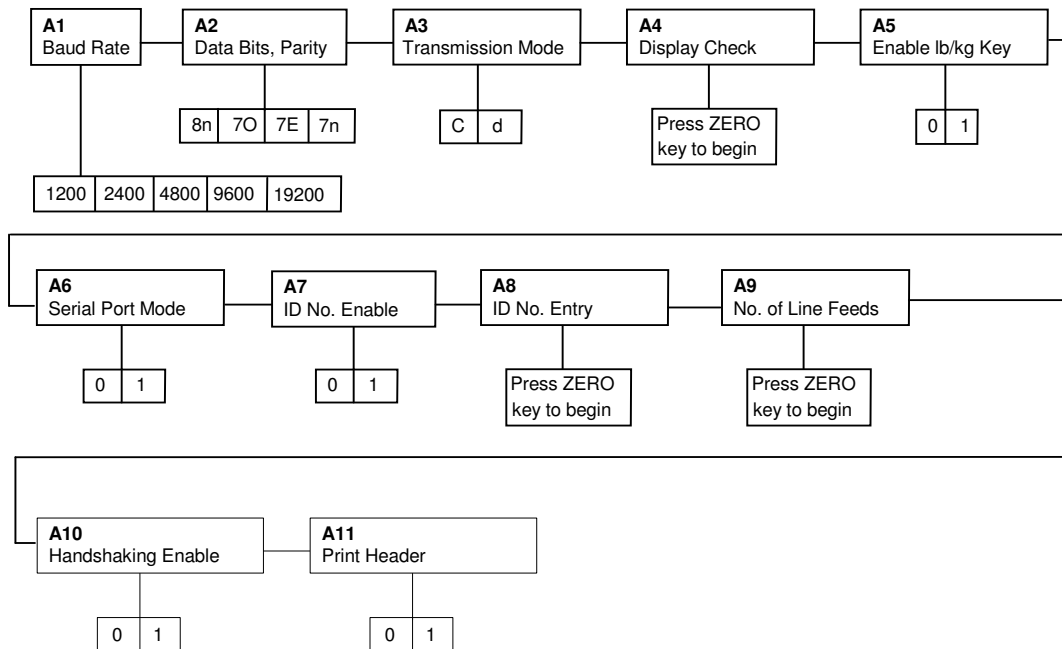 A1
Baud Rate
A2
Data Bits, Parity
A3
Transmission Mode
A4
Display Check
A5
Enable lb/kg Key
8n 7O 7E 7n
C d
Press ZERO
key to begin
0 1
1200 2400 4800 9600 19200
A6
Serial Port Mode
A7
ID No. Enable
A8
ID No. Entry
A9
No. of Line Feeds
0 1
0 1
Press ZERO
key to begin
Press ZERO
key to begin
A10
Handshaking Enable
A11
Print Header
0 1
0 1